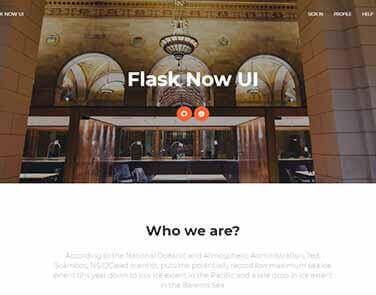 K NOW UI
SIGN IN PROFILE HELP
Flask Now UI
Who we are?
According to the National Oceanic and Atmospheric Administration, Ted,
Scambos, NSIDClead scientist, puts the potentially record low maximum sea ice
extent this year down to low ice extent in the Pacific and a late drop in ice extent
in the Barents Sea.